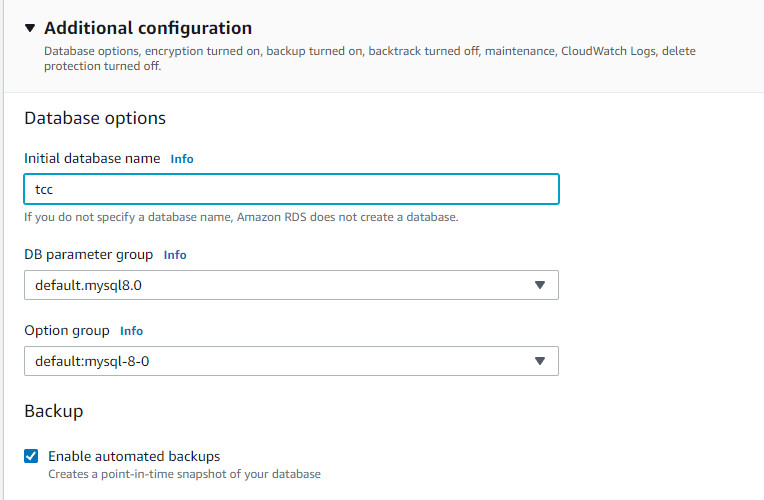 Additional configuration
Database options, encryption turned on, backup turned on, backtrack turned off, maintenance, CloudWatch Logs, delete
protection turned off.
Database options
Initial database name Info
tcc
If you do not specify a database name, Amazon RDS does not create a database.
DB parameter group Info
default.mysql8.0
Option group Info
default:mysql-8-0
Backup
Enable automated backups
Creates a point-in-time snapshot of your database